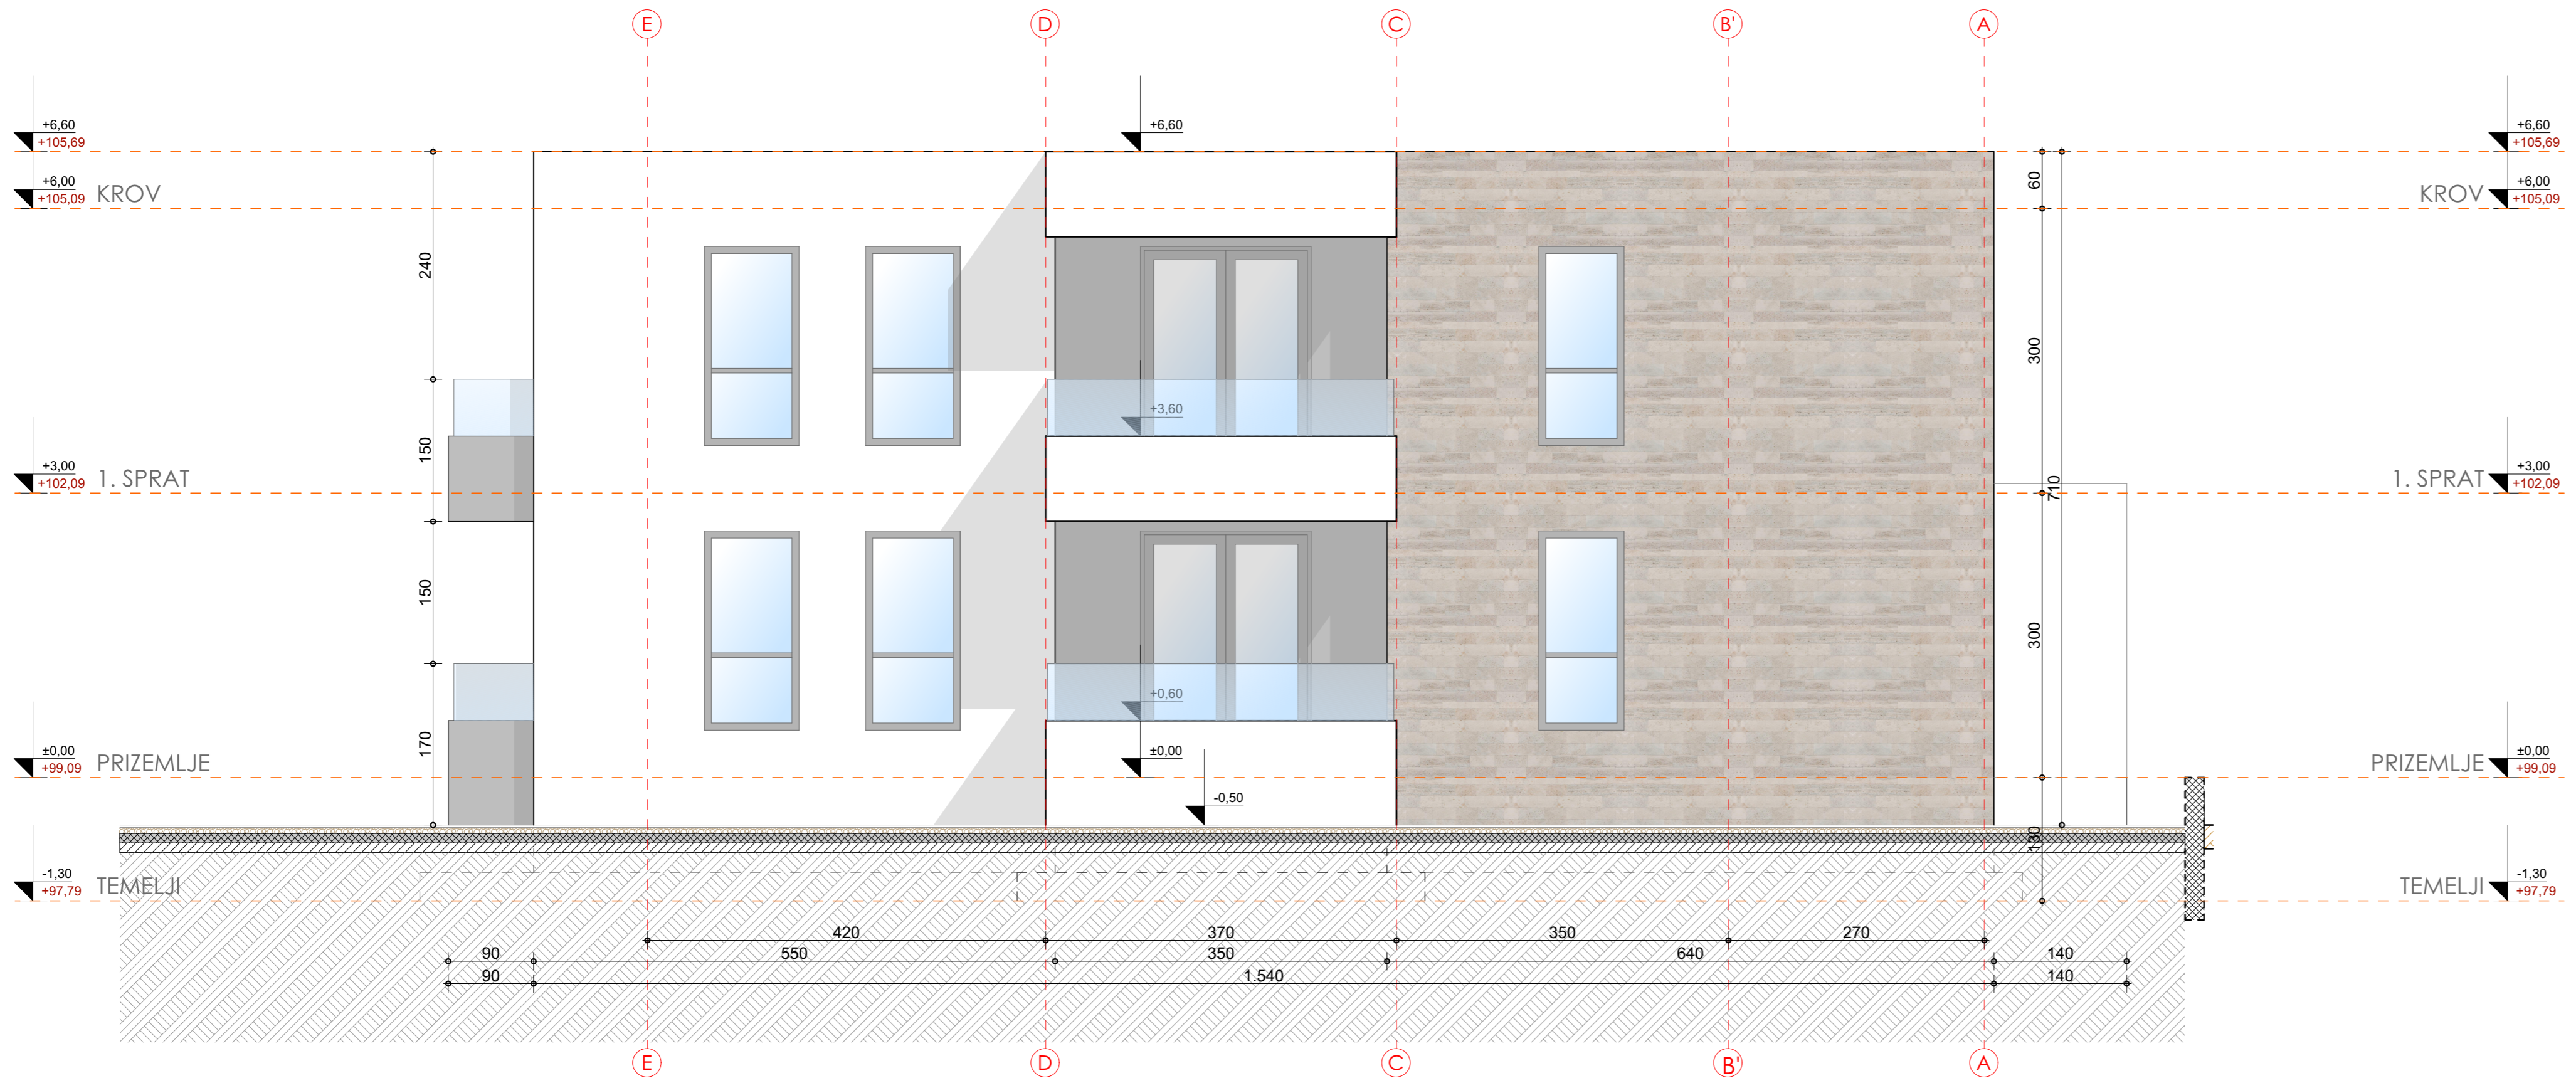 E D C B' A
+6,60
+105,69
+6,60
+6,60
+105,69
+6,00
+105,09 KROV
KROV +6,00
+105,09
60
240
300
+3,60
150
+3,00
+102,09 1. SPRAT
1. SPRAT +3,00
+102,09
710
150
300
+0,60
170
±0,00
+99,09 PRIZEMLJE
±0,00
PRIZEMLJE ±0,00
+99,09
-0,50
130
-1,30
+97,79 TEMELJI
TEMELJI -1,30
+97,79
420 370 350 270
90 550 350 640 140
90 1.540 140
E D C B' A